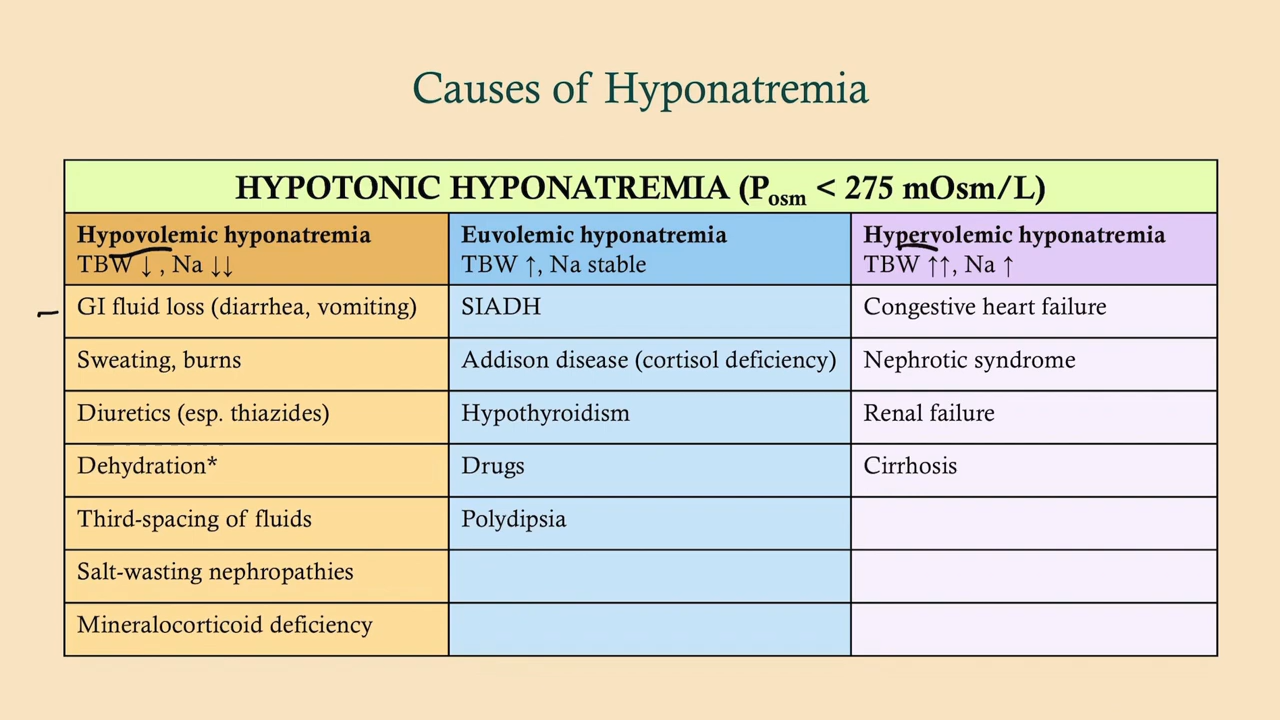 Causes of Hyponatremia
HYPOTONIC HYPONATREMIA (Posm < 275 mOsm/L)
Hypovolemic hyponatremia
TBW ↓ , Na ↓↓
Euvolemic hyponatremia
TBW ↑, Na stable
Hypervolemic hyponatremia
TBW ↑↑, Na ↑
GI fluid loss (diarrhea, vomiting)
SIADH
Congestive heart failure
Sweating, burns
Addison disease (cortisol deficiency)
Nephrotic syndrome
Diuretics (esp. thiazides)
Hypothyroidism
Renal failure
Dehydration*
Drugs
Cirrhosis
Third-spacing of fluids
Polydipsia
Salt-wasting nephropathies
Mineralocorticoid deficiency